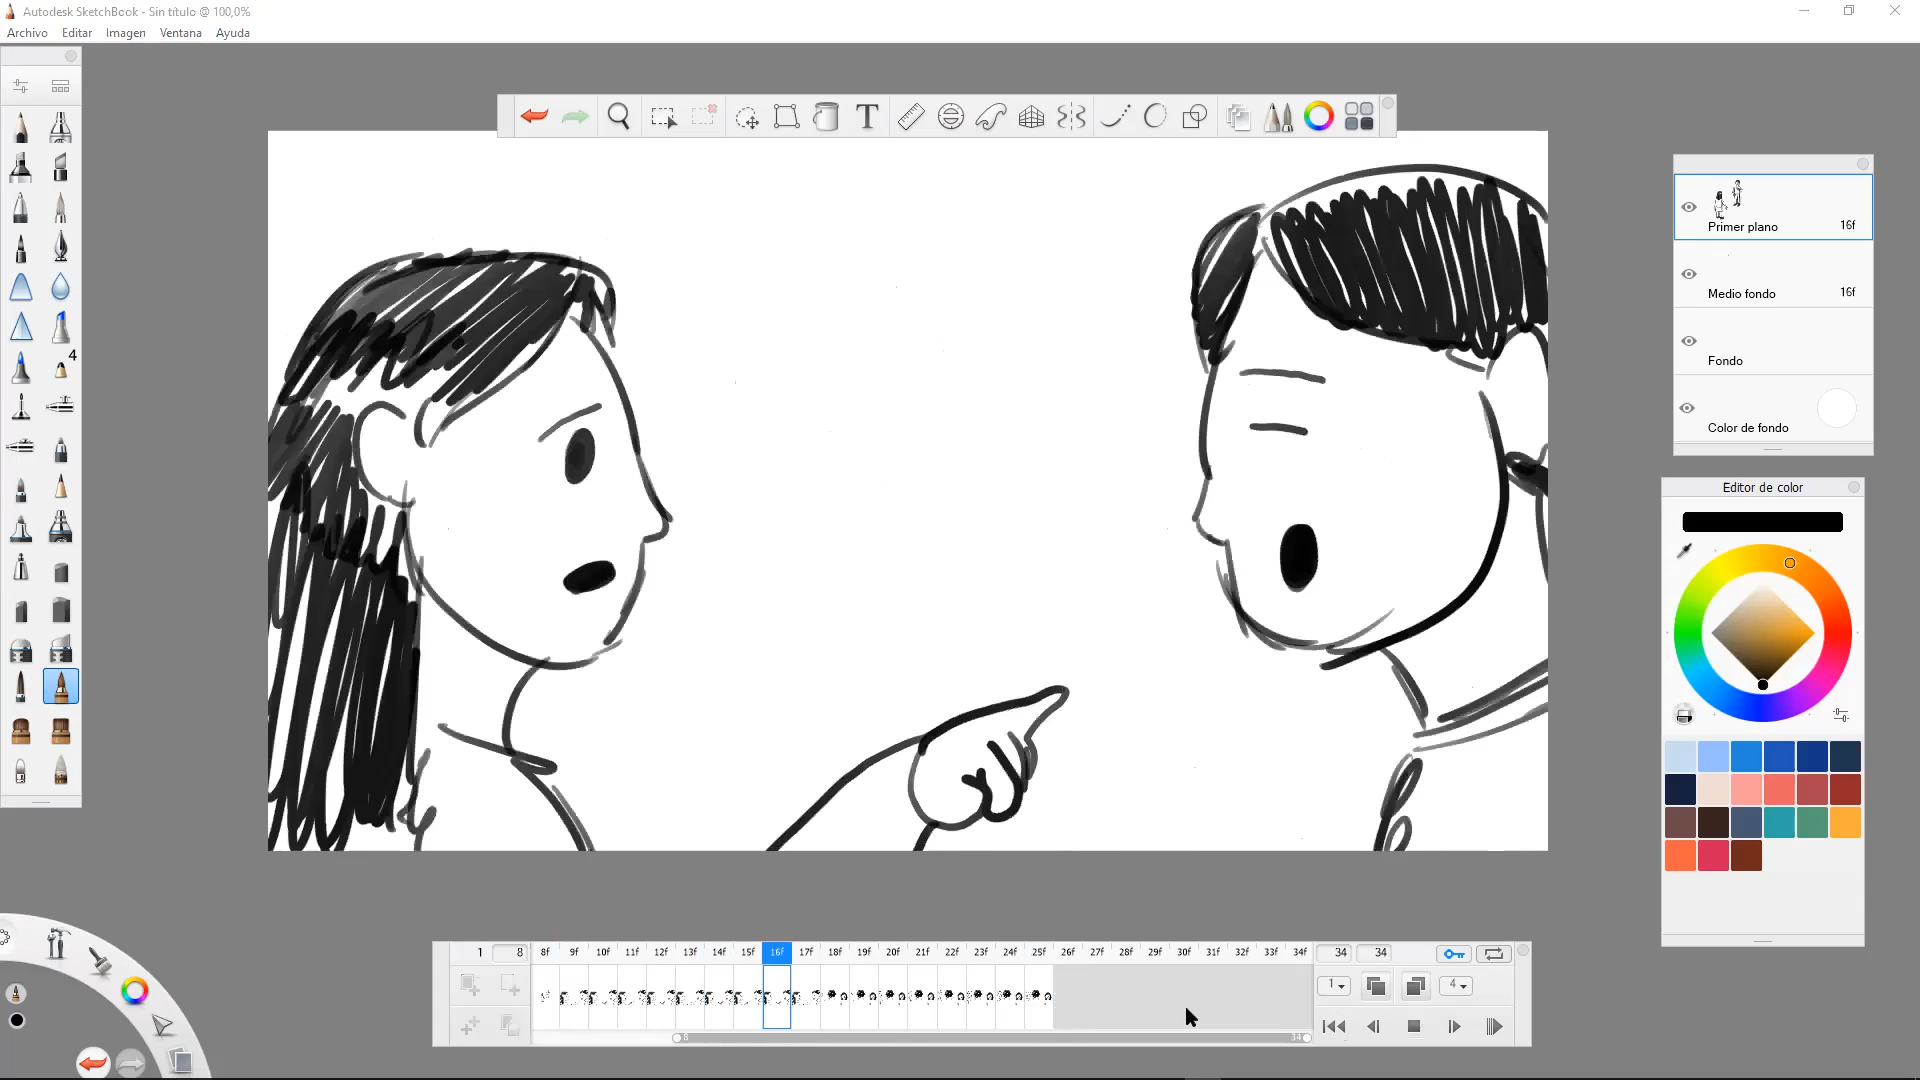 Autodesk SketchBook - Sin título @ 100,0%
Archivo Editar Imagen Ventana Ayuda
T
4
Primer plano 16f
Medio fondo 16f
Fondo
Color de fondo
Editor de color
1 8 8f 9f 10f 11f 12f 13f 14f 15f 16f 17f 18f 19f 20f 21f 22f 23f 24f 25f 26f 27f 28f 29f 30f 31f 32f 33f 34f 34 34
1 4
8 34